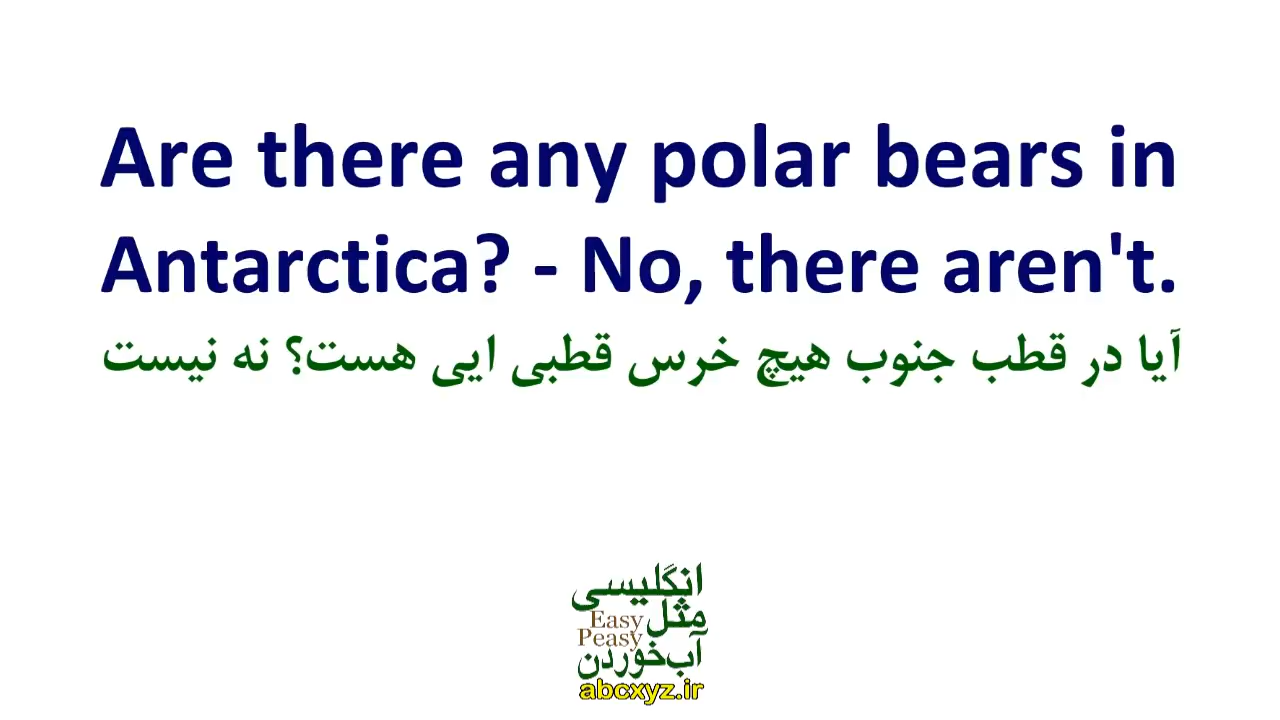 Are there any polar bears in
Antarctica? - No, there aren't.
آیا در قطب جنوب هیچ خرس قطبی ایی هست؟ نه نیست
انگلیسی
مثل
Easy
Peasy
آب‌خوردن
abcxyz.ir